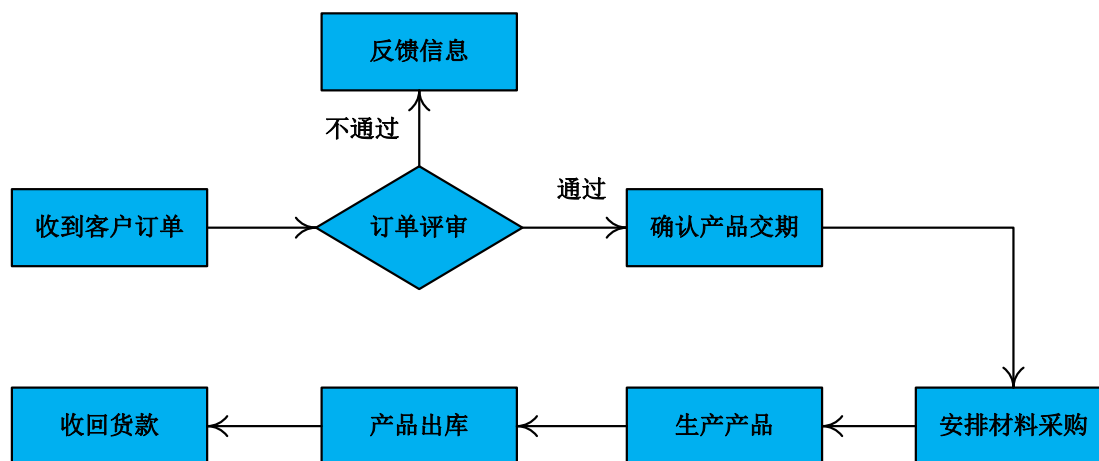 反馈信息
不通过
通过
收到客户订单
订单评审
确认产品交期
收回货款
产品出库
生产产品
安排材料采购